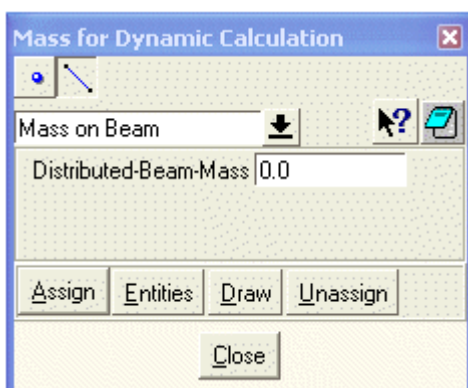 Mass for Dynamic Calculation
?
Mass on Beam
Distributed-Beam-Mass 0.0
Assign Entities Draw Unassign
Close